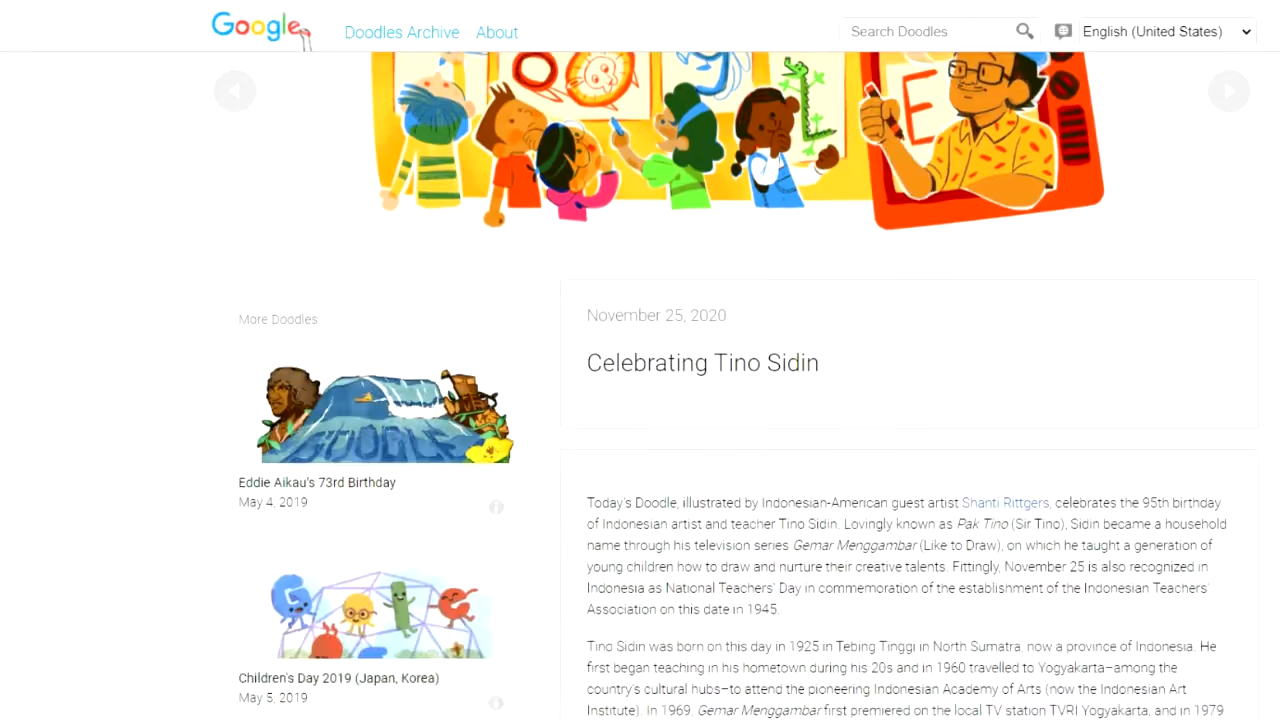 Google
Doodles Archive
About
Search Doodles
English (United States)
E
More Doodles
Eddie Aikau's 73rd Birthday
May 4, 2019
Children's Day 2019 (Japan, Korea)
May 5, 2019
November 25, 2020
Celebrating Tino Sidin
Today's Doodle, illustrated by Indonesian-American guest artist Shanti Rittgers, celebrates the 95th birthday
of Indonesian artist and teacher Tino Sidin. Lovingly known as Pak Tino (Sir Tino), Sidin became a household
name through his television series Gemar Menggambar (Like to Draw), on which he taught a generation of
young children how to draw and nurture their creative talents. Fittingly, November 25 is also recognized in
Indonesia as National Teachers' Day in commemoration of the establishment of the Indonesian Teachers'
Association on this date in 1945.
Tino Sidin was born on this day in 1925 in Tebing Tinggi in North Sumatra, now a province of Indonesia. He
first began teaching in his hometown during his 20s and in 1960 travelled to Yogyakarta–among the
country's cultural hubs–to attend the pioneering Indonesian Academy of Arts (now the Indonesian Art
Institute). In 1969, Gemar Menggambar first premiered on the local TV station TVRI Yogyakarta, and in 1979